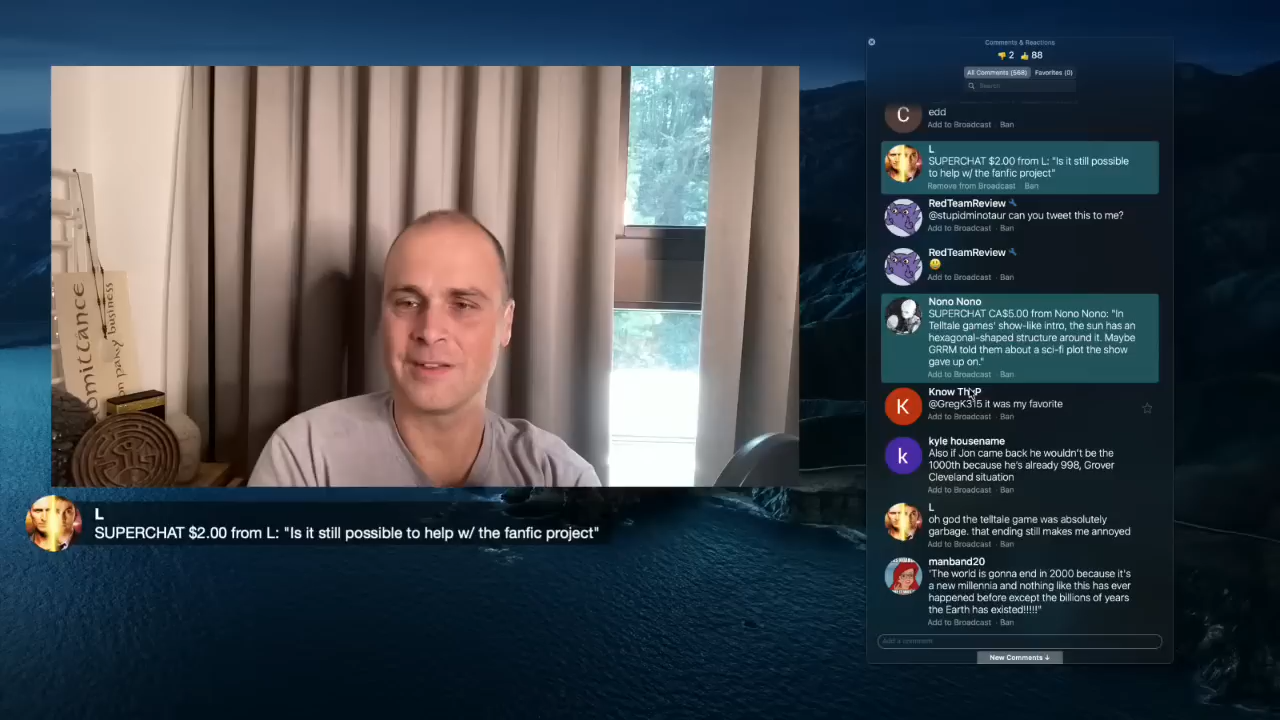 omittance
company business
L
SUPERCHAT $2.00 from L: "Is it still possible to help w/ the fanfic project"
Comments & Reactions
👎 2 👍 88
All Comments (568) Favorites (0)
Search
C
edd
Add to Broadcast · Ban
L
SUPERCHAT $2.00 from L: "Is it still possible
to help w/ the fanfic project"
Remove from Broadcast · Ban
RedTeamReview
@stupidminotaur can you tweet this to me?
Add to Broadcast · Ban
RedTeamReview
😃
Add to Broadcast · Ban
Nono Nono
SUPERCHAT CA$5.00 from Nono Nono: "In
Telltale games' show-like intro, the sun has an
hexagonal-shaped structure around it. Maybe
GRRM told them about a sci-fi plot the show
gave up on."
Add to Broadcast · Ban
K
@GregK315 it was my favorite
Add to Broadcast · Ban
k
kyle housename
Also if Jon came back he wouldn't be the
1000th because he's already 998, Grover
Cleveland situation
Add to Broadcast · Ban
L
oh god the telltale game was absolutely
garbage. that ending still makes me annoyed
Add to Broadcast · Ban
manband20
'The world is gonna end in 2000 because it's
a new millennia and nothing like this has ever
happened before except the billions of years
the Earth has existed!!!!!"
Add to Broadcast · Ban
Add a comment
New Comments ↓